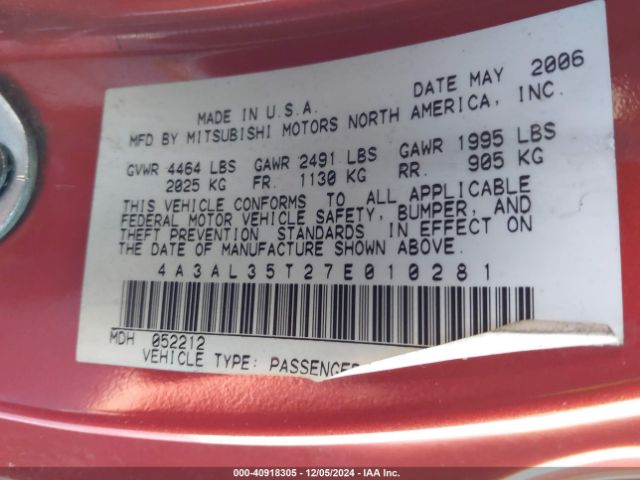 MADE IN U.S.A. DATE MAY 2006
MFD BY MITSUBISHI MOTORS NORTH AMERICA, INC.
GVWR 4464 LBS GAWR 2491 LBS GAWR 1995 LBS
2025 KG FR. 1130 KG RR. 905 KG
THIS VEHICLE CONFORMS TO ALL APPLICABLE
FEDERAL MOTOR VEHICLE SAFETY, BUMPER, AND
THEFT PREVENTION STANDARDS IN EFFECT ON
THE DATE OF MANUFACTURE SHOWN ABOVE.
4A3AL35T27E010281
MDH 052212
VEHICLE TYPE: PASSENGER
000-40918305 | 12/05/2024 | IAA Inc.